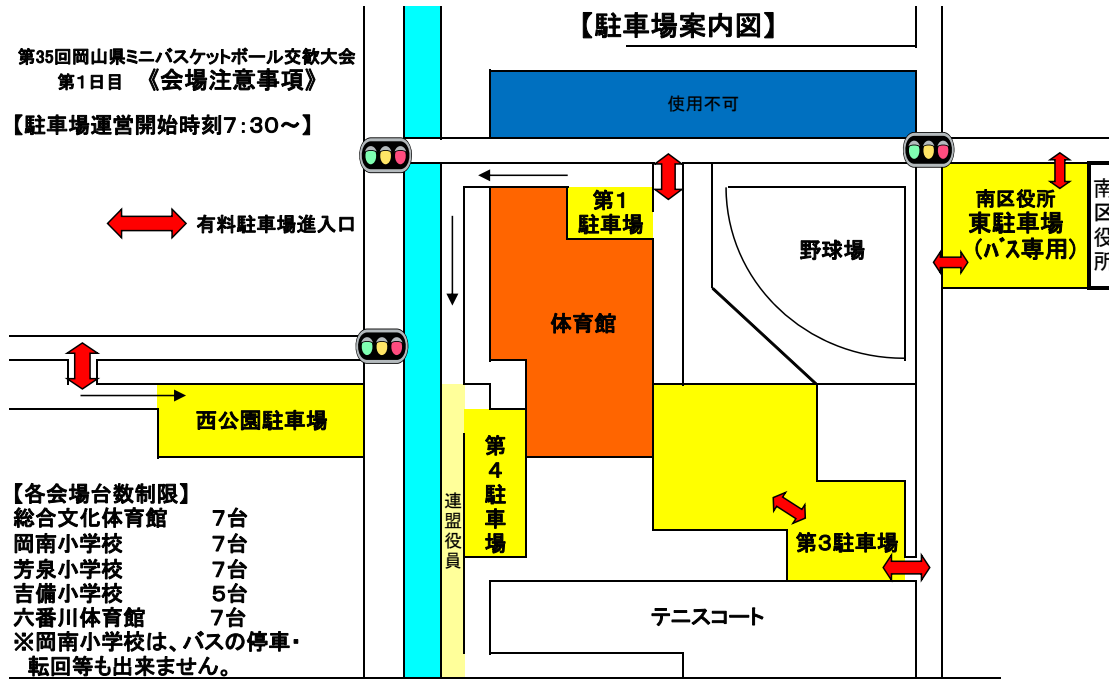 【駐車場案内図】
第35回岡山県ミニバスケットボール交歓大会
第1日目 《会場注意事項》
【駐車場運営開始時刻7:30~】
有料駐車場進入口
使用不可
第1
駐車場
体育館
野球場
南区役所
東駐車場
(バス専用)
南区役所
西公園駐車場
第4駐車場
連盟役員
第3駐車場
テニスコート
【各会場台数制限】
総合文化体育館 7台
岡南小学校 7台
芳泉小学校 7台
吉備小学校 5台
六番川体育館 7台
※岡南小学校は、バスの停車・
転回等も出来ません。